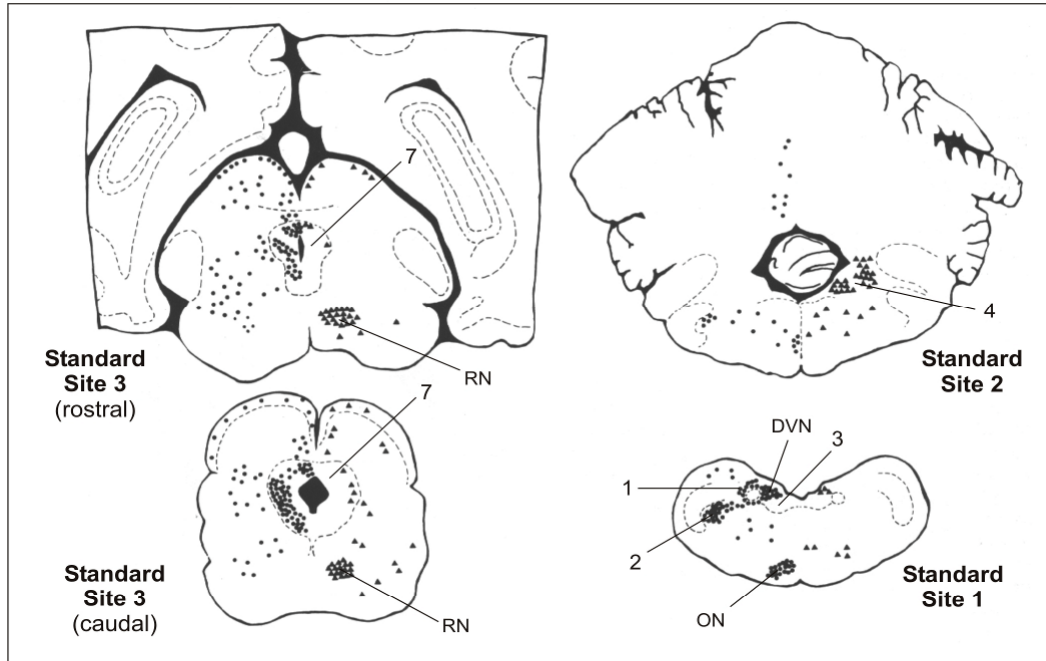 7
Standard
Site 3
(rostral)
RN
4
Standard
Site 2
7
Standard
Site 3
(caudal)
RN
DVN
3
1
2
ON
Standard
Site 1